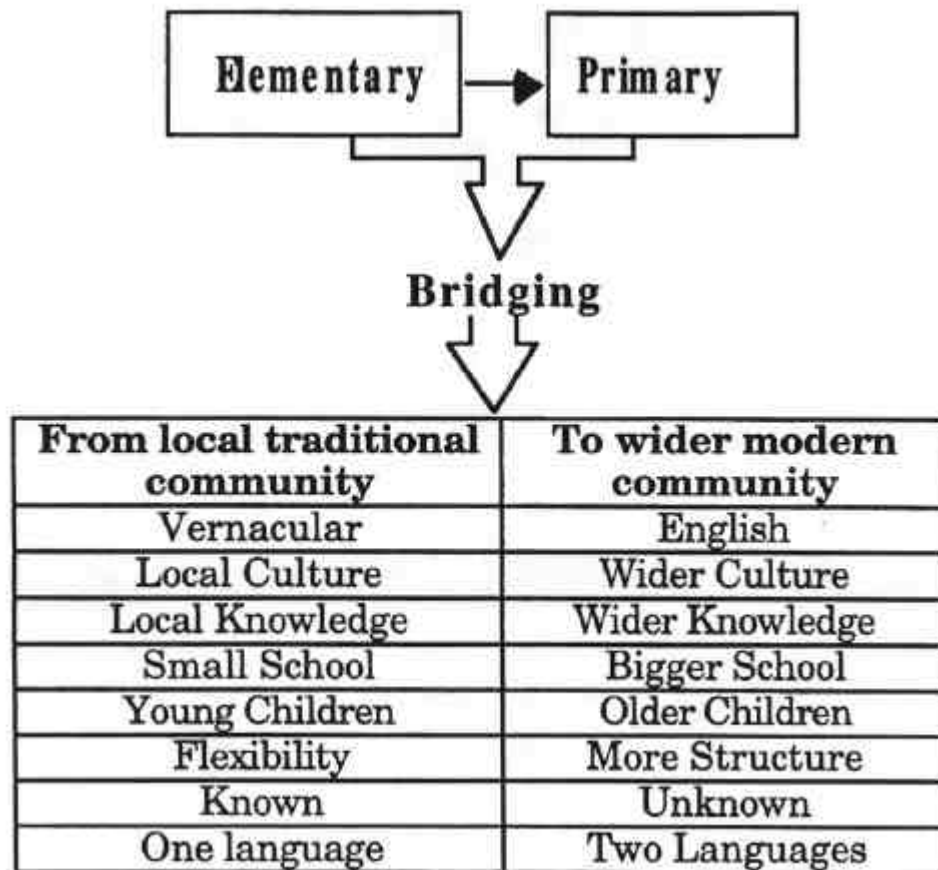 Elementary Primary
Bridging
From local traditional To wider modern
community community
Vernacular English
Local Culture Wider Culture
Local Knowledge Wider Knowledge
Small School Bigger School
Young Children Older Children
Flexibility More Structure
Known Unknown
One language Two Languages